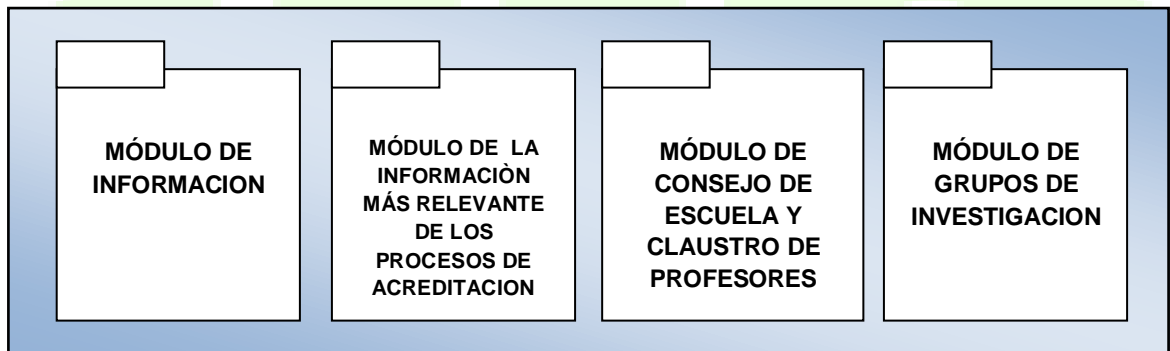 MÓDULO DE
INFORMACION
MÓDULO DE LA
INFORMACIÒN
MÁS RELEVANTE
DE LOS
PROCESOS DE
ACREDITACION
MÓDULO DE
CONSEJO DE
ESCUELA Y
CLAUSTRO DE
PROFESORES
MÓDULO DE
GRUPOS DE
INVESTIGACION